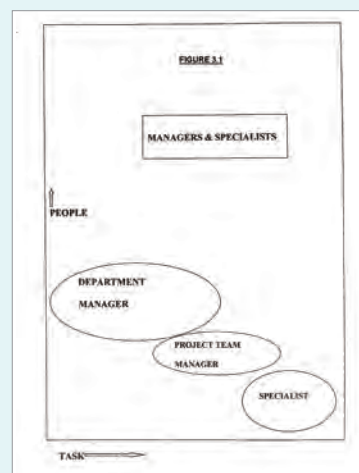 FIGURE 3.1
MANAGERS & SPECIALISTS
PEOPLE
DEPARTMENT
MANAGER
PROJECT TEAM
MANAGER
SPECIALIST
TASK